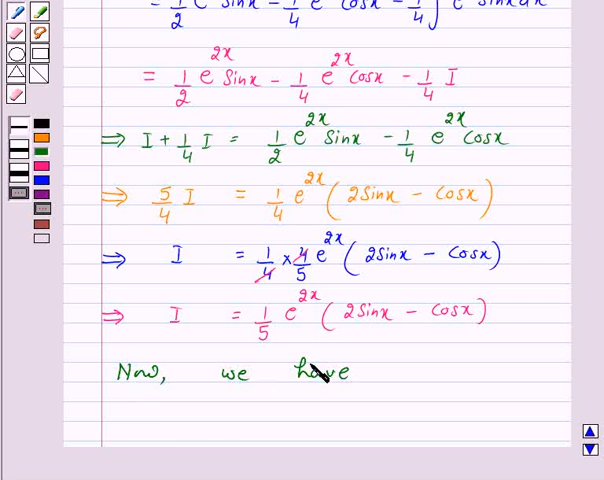 = 1/2 e^2x sinx - 1/4 e^2x cosx - 1/4 I
⇒ I + 1/4 I = 1/2 e^2x sinx - 1/4 e^2x cosx
⇒ 5/4 I = 1/4 e^2x ( 2sinx - cosx )
⇒ I = 1/4 × 4/5 e^2x ( 2sinx - cosx )
⇒ I = 1/5 e^2x ( 2sinx - cosx )
Now, we have